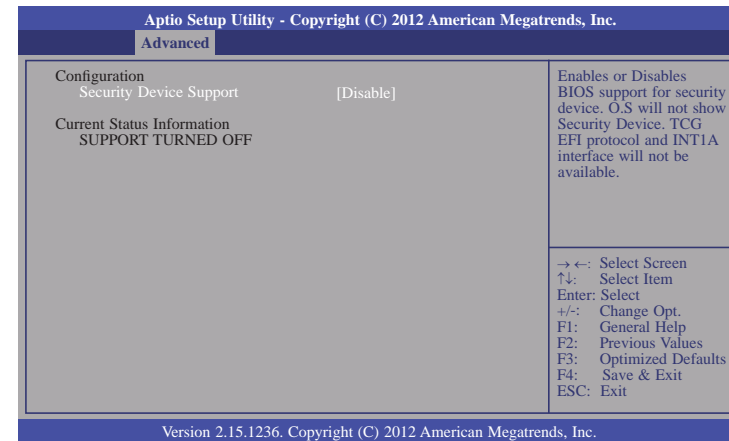 Aptio Setup Utility - Copyright (C) 2012 American Megatrends, Inc.
Advanced
Configuration
Security Device Support [Disable]
Current Status Information
SUPPORT TURNED OFF
Enables or Disables
BIOS support for security
device. O.S will not show
Security Device. TCG
EFI protocol and INT1A
interface will not be
available.
→←: Select Screen
↑↓: Select Item
Enter: Select
+/-: Change Opt.
F1: General Help
F2: Previous Values
F3: Optimized Defaults
F4: Save & Exit
ESC: Exit
Version 2.15.1236. Copyright (C) 2012 American Megatrends, Inc.